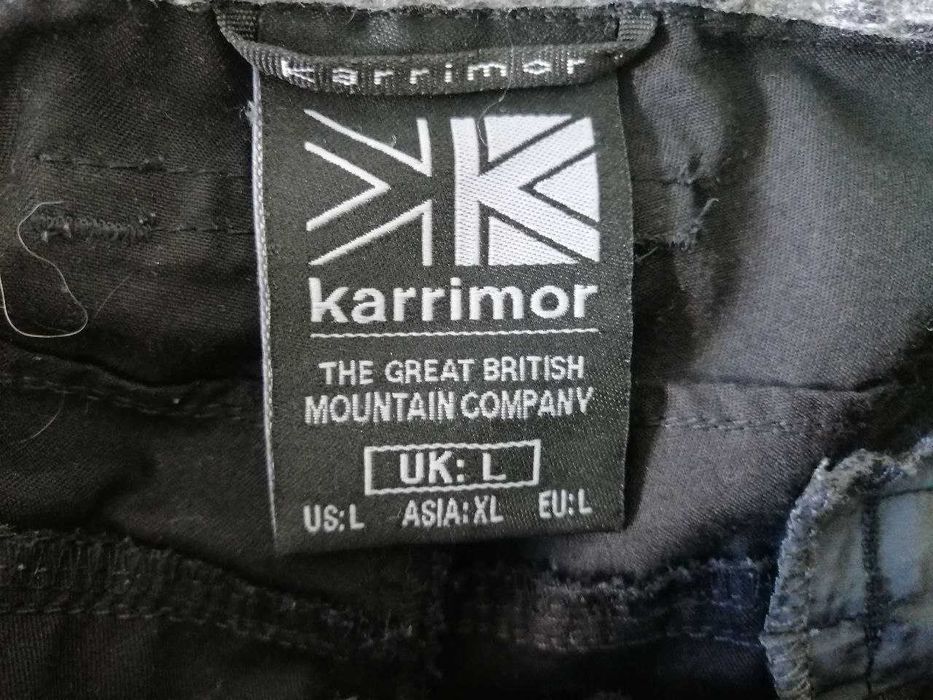 karrimor
karrimor
THE GREAT BRITISH
MOUNTAIN COMPANY
UK: L
US:L ASIA:XL EU:L